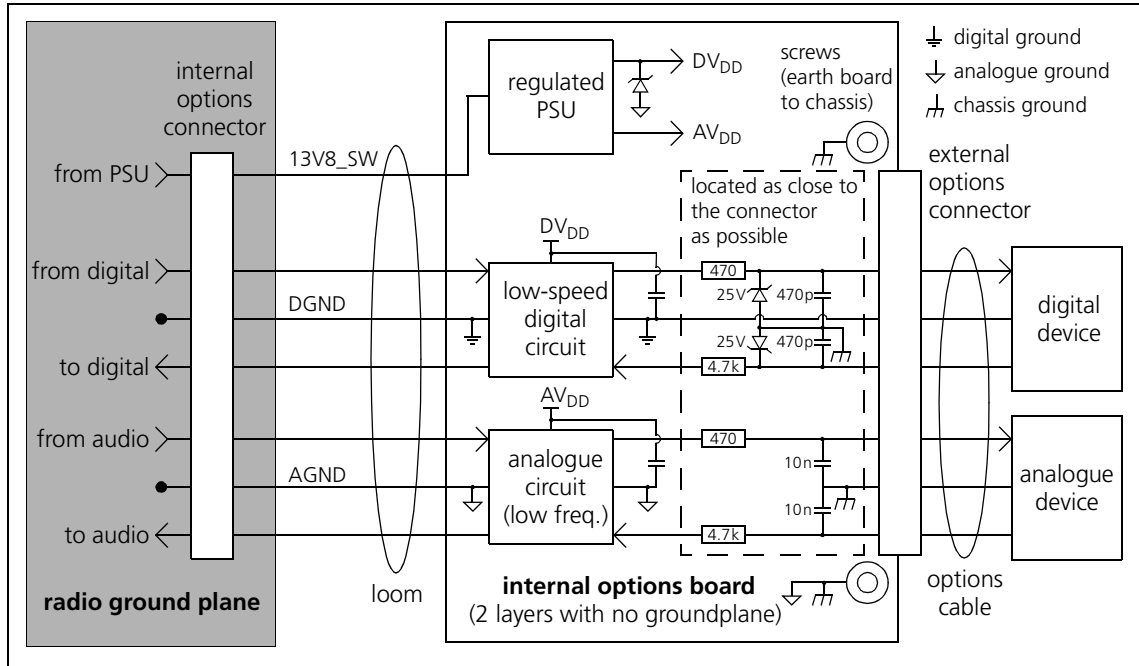 internal
options
connector
from PSU
from digital
to digital
from audio
to audio
radio ground plane
13V8_SW
DGND
AGND
loom
regulated
PSU
DVDD
AVDD
screws
(earth board
to chassis)
digital ground
analogue ground
chassis ground
external
options
connector
located as close to
the connector
as possible
DVDD
low-speed
digital
circuit
470
25V
470p
25V
470p
4.7k
digital
device
AVDD
analogue
circuit
(low freq.)
470
10n
10n
4.7k
analogue
device
internal options board
(2 layers with no groundplane)
options
cable